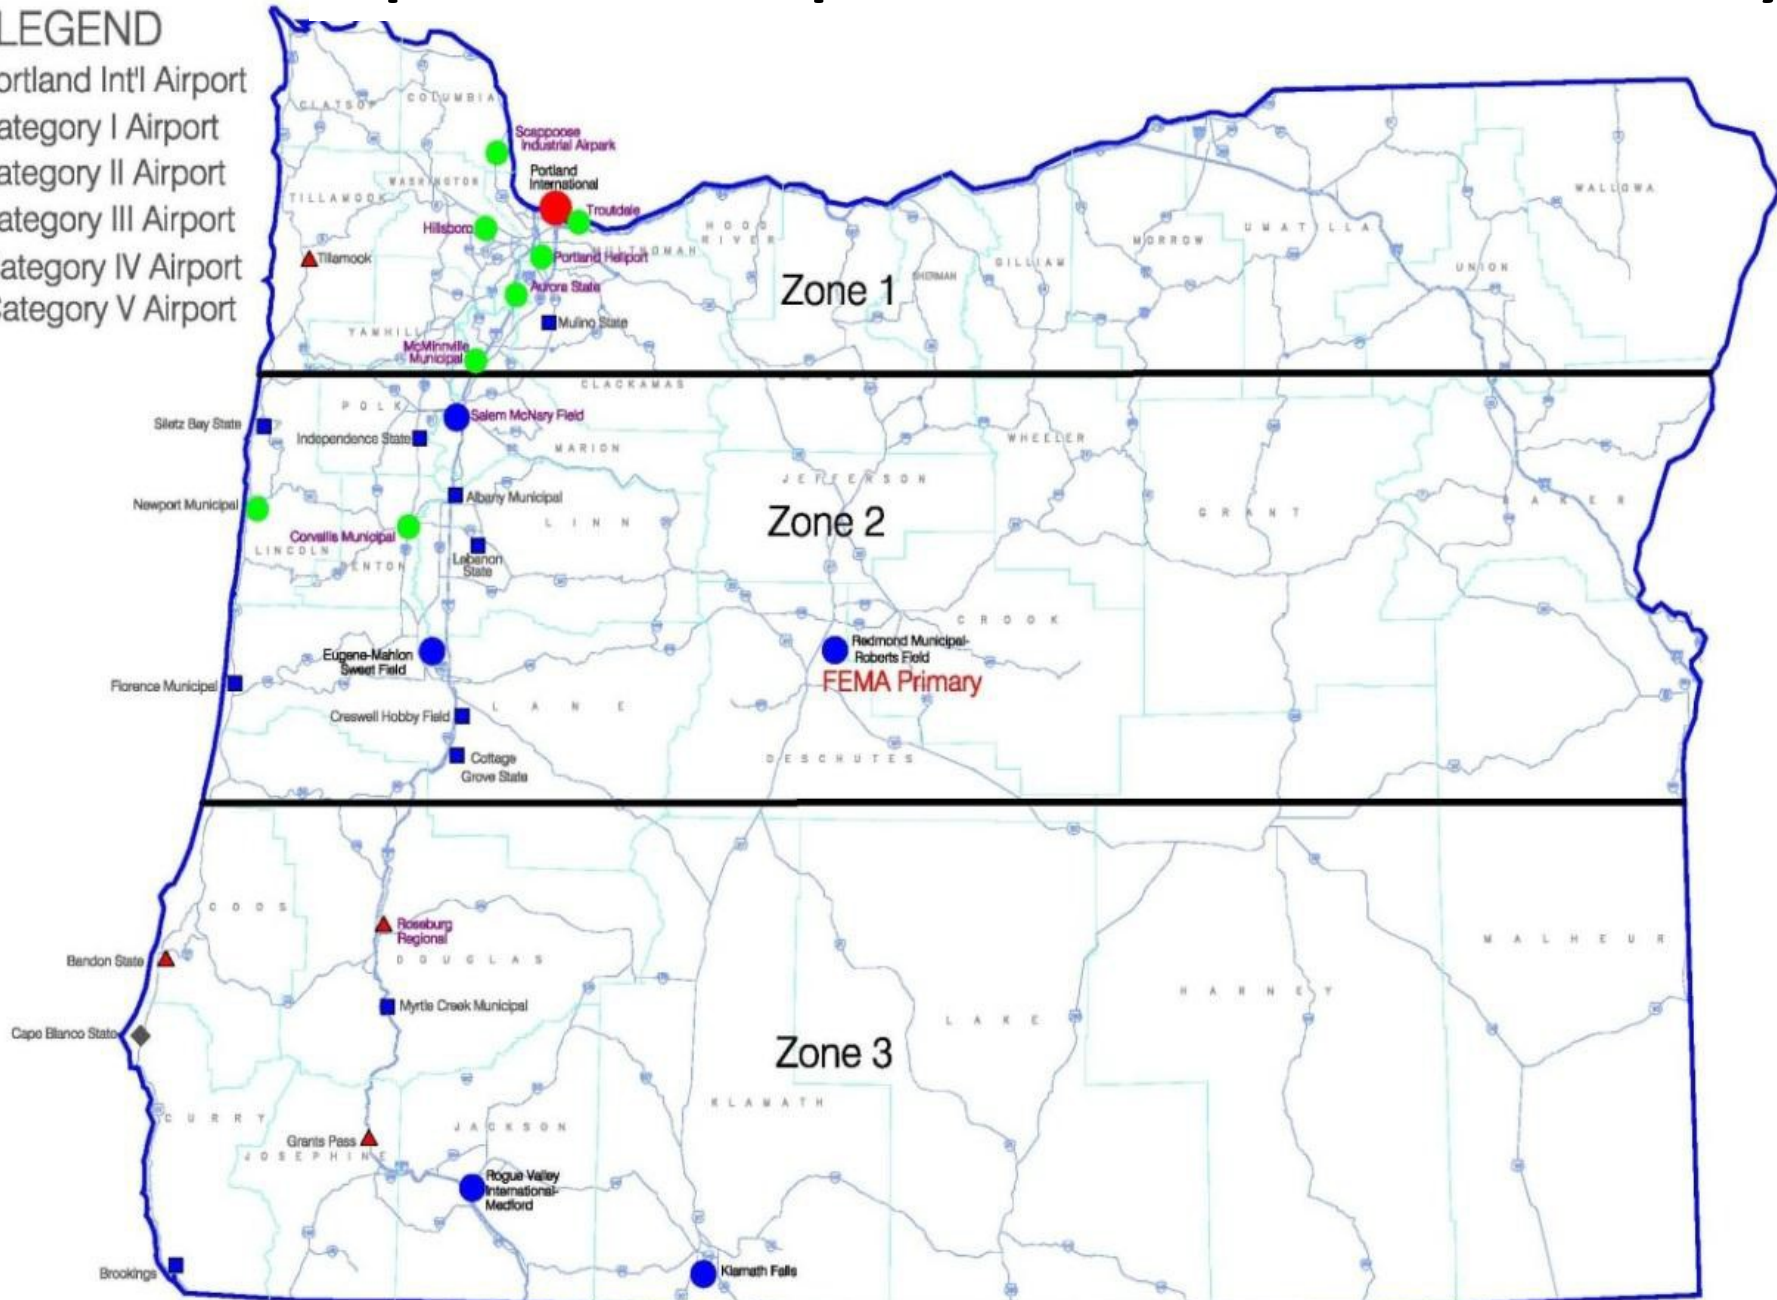 LEGEND
ortland Int'l Airport
ategory I Airport
ategory II Airport
ategory III Airport
ategory IV Airport
ategory V Airport
CLATSOP
COLUMBIA
Scappoose
Industrial Airpark
Portland
International
WASHINGTON
TILLAMOOK
Troutdale
Hillsboro
HOOD
RIVER
MULTNOMAH
Portland Heliport
Tillamook
Aurora State
Mulino State
YAMHILL
McMinnville
Municipal
Zone 1
SHERMAN
GILLIAM
MORROW
UMATILLA
UNION
WALLOWA
CLACKAMAS
POLK
Salem McNary Field
Siletz Bay State
Independence State
MARION
WHEELER
JEFFERSON
Albany Municipal
Newport Municipal
Zone 2
LINN
GRANT
BAKER
Corvallis Municipal
LINCOLN
Lebanon
State
ENTON
CROOK
Eugene-Mahlon
Sweet Field
Redmond Municipal-
Roberts Field
FEMA Primary
Florence Municipal
LANE
Creswell Hobby Field
Cottage
Grove State
DESCHUTES
COOS
Roseburg
Regional
DOUGLAS
Bandon State
MALHEUR
HARNEY
Myrtle Creek Municipal
LAKE
Cape Blanco State
Zone 3
KLAMATH
CURRY
JACKSON
Grants Pass
JOSEPHINE
Rogue Valley
International-
Medford
Brookings
Klamath Falls